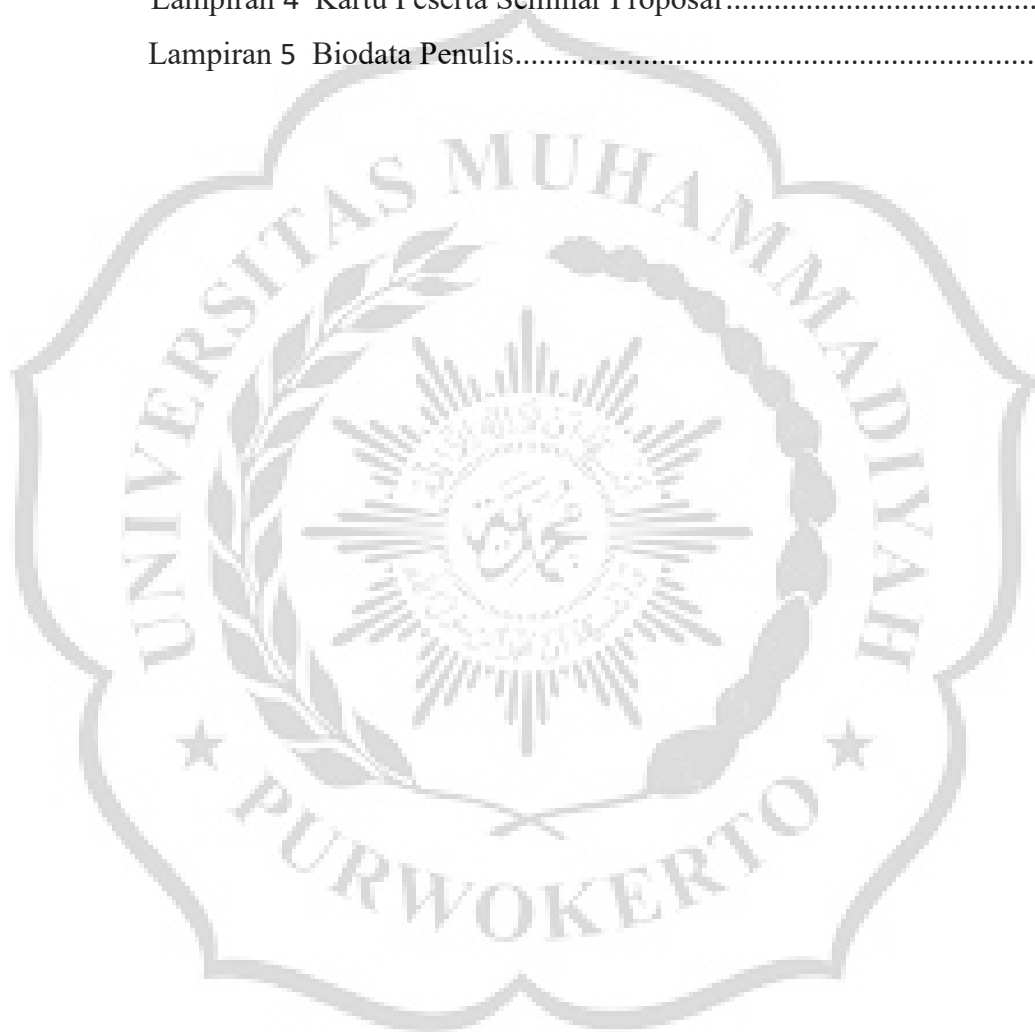 Lampiran 4 Kartu Peserta Seminar Proposal....................................
Lampiran 5 Biodata Penulis............................................................
UNIVERSITAS MUHAMMADIYAH
PURWOKERTO